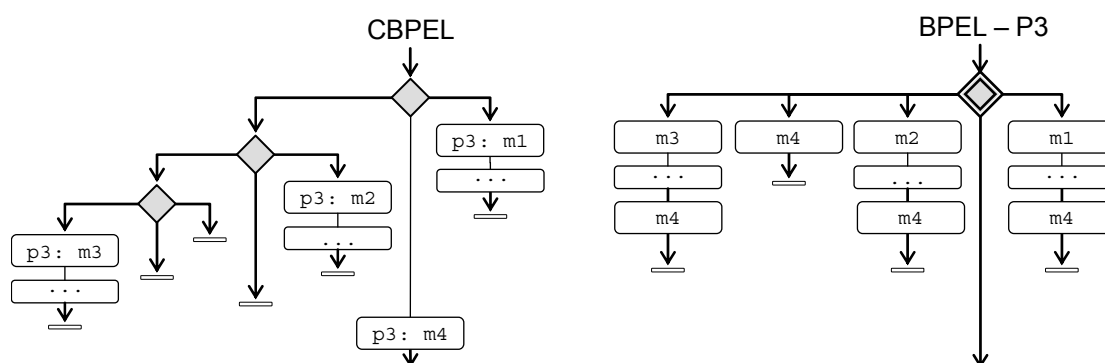 CBPEL
p3: m1
. . .
p3: m2
. . .
p3: m3
. . .
p3: m4
BPEL – P3
m3
m4
m2
m1
. . .
. . .
. . .
m4
m4
m4